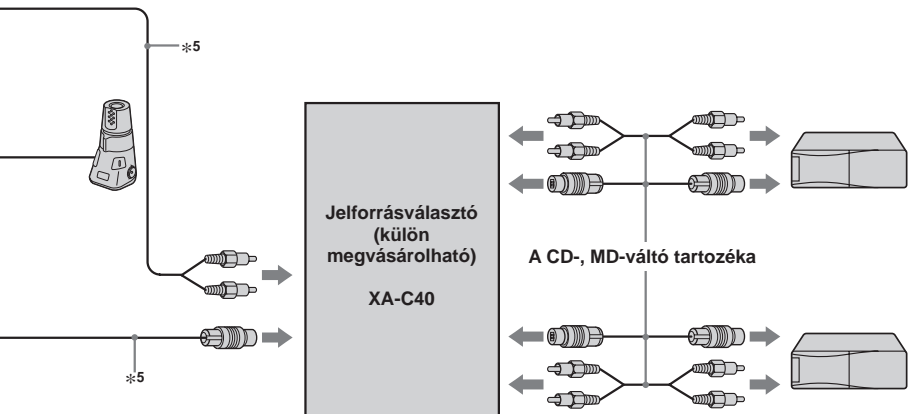 *5
Jelforrásválasztó
(külön
megvásárolható)
XA-C40
A CD-, MD-váltó tartozéka
*5